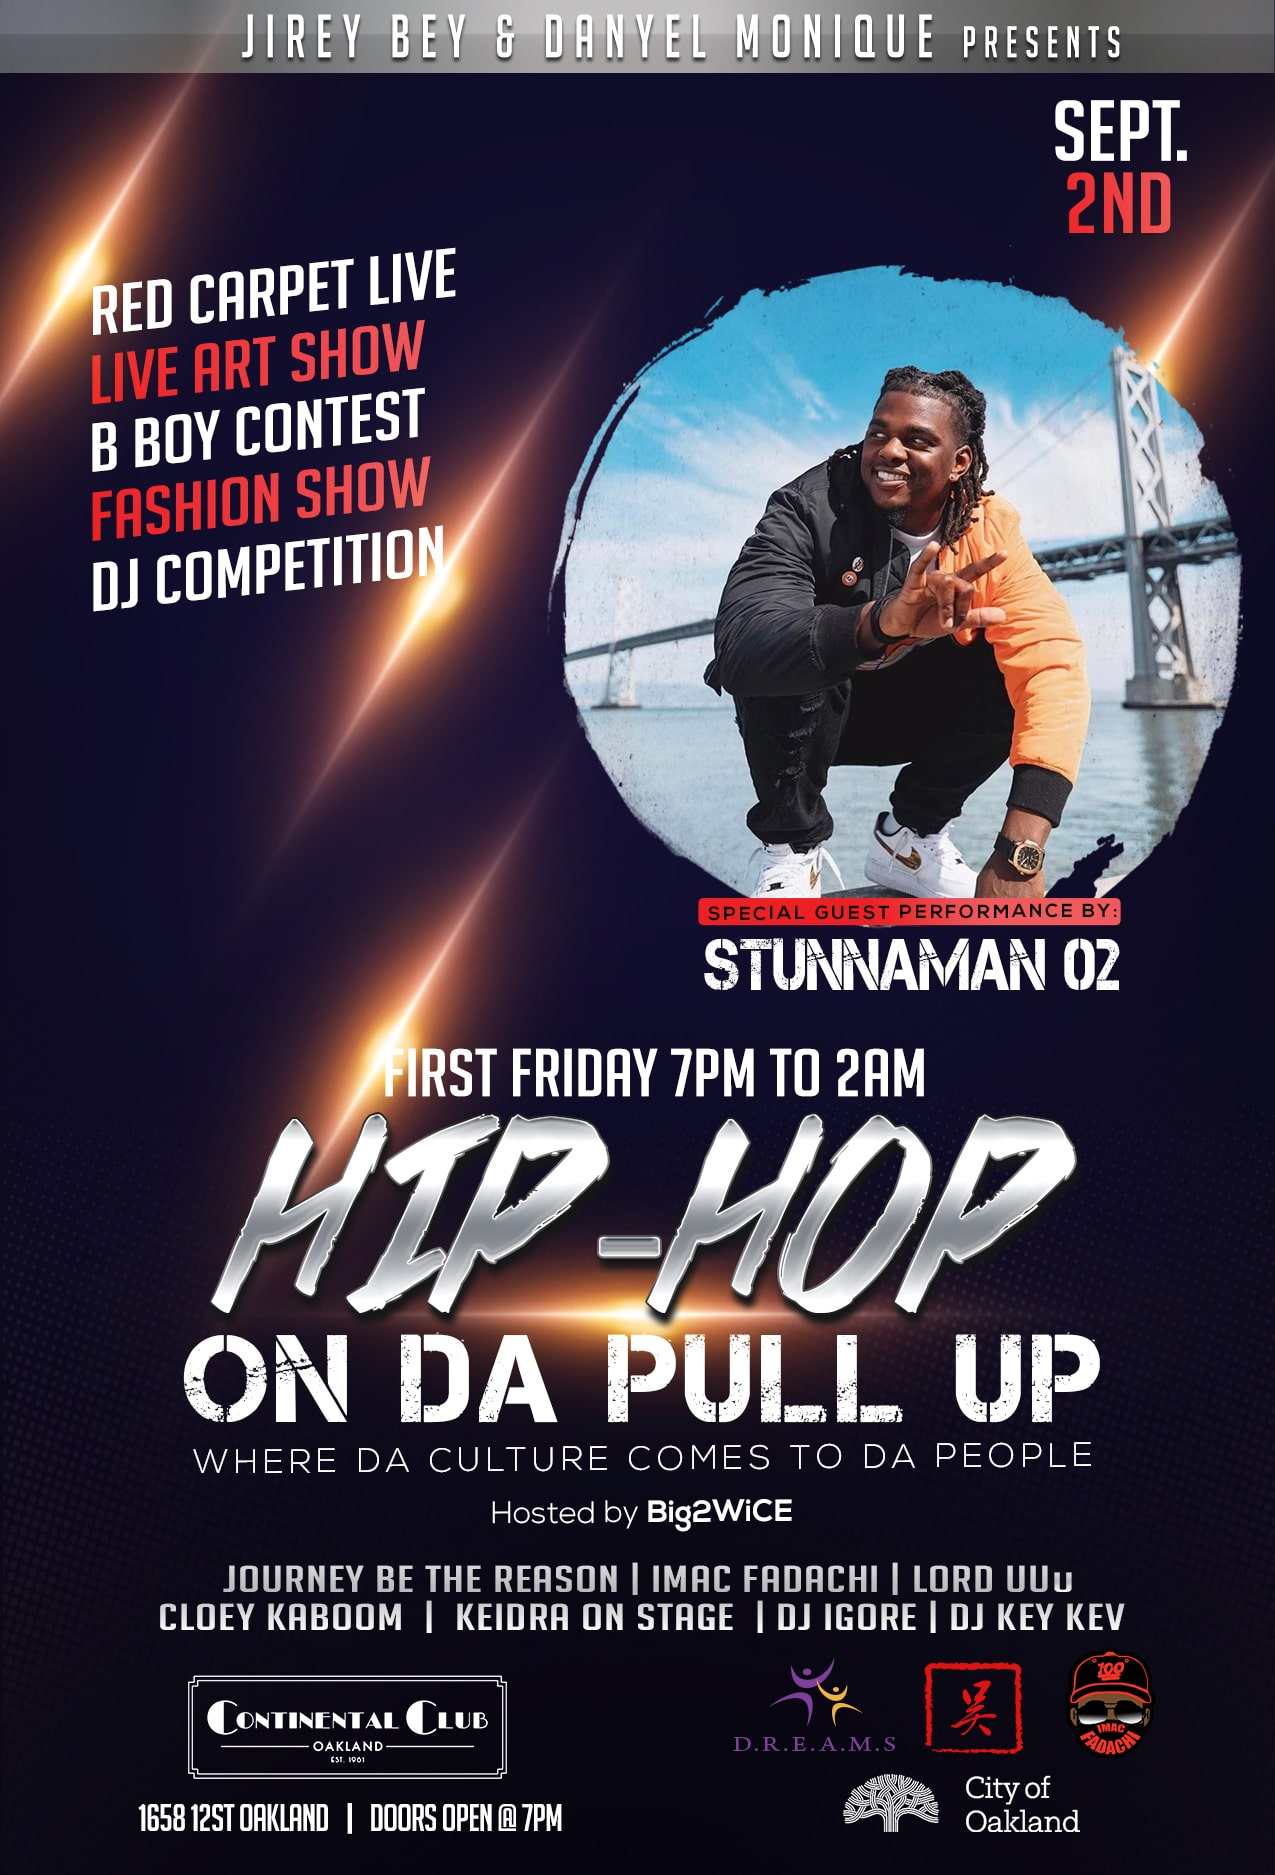 JIREY BEY & DANYEL MONIQUE PRESENTS
SEPT.
2ND
RED CARPET LIVE
LIVE ART SHOW
B BOY CONTEST
FASHION SHOW
DJ COMPETITION
SPECIAL GUEST PERFORMANCE BY:
STUNNAMAN 02
FIRST FRIDAY 7PM TO 2AM
HIP-HOP
ON DA PULL UP
WHERE DA CULTURE COMES TO DA PEOPLE
Hosted by Big2WiCE
JOURNEY BE THE REASON | IMAC FADACHI | LORD UUu
CLOEY KABOOM | KEIDRA ON STAGE | DJ IGORE | DJ KEY KEV
CONTINENTAL CLUB
OAKLAND
EST. 1961
1658 12ST OAKLAND | DOORS OPEN @ 7PM
D.R.E.A.M.S
吴
100
IMAC
FADACHI
City of
Oakland